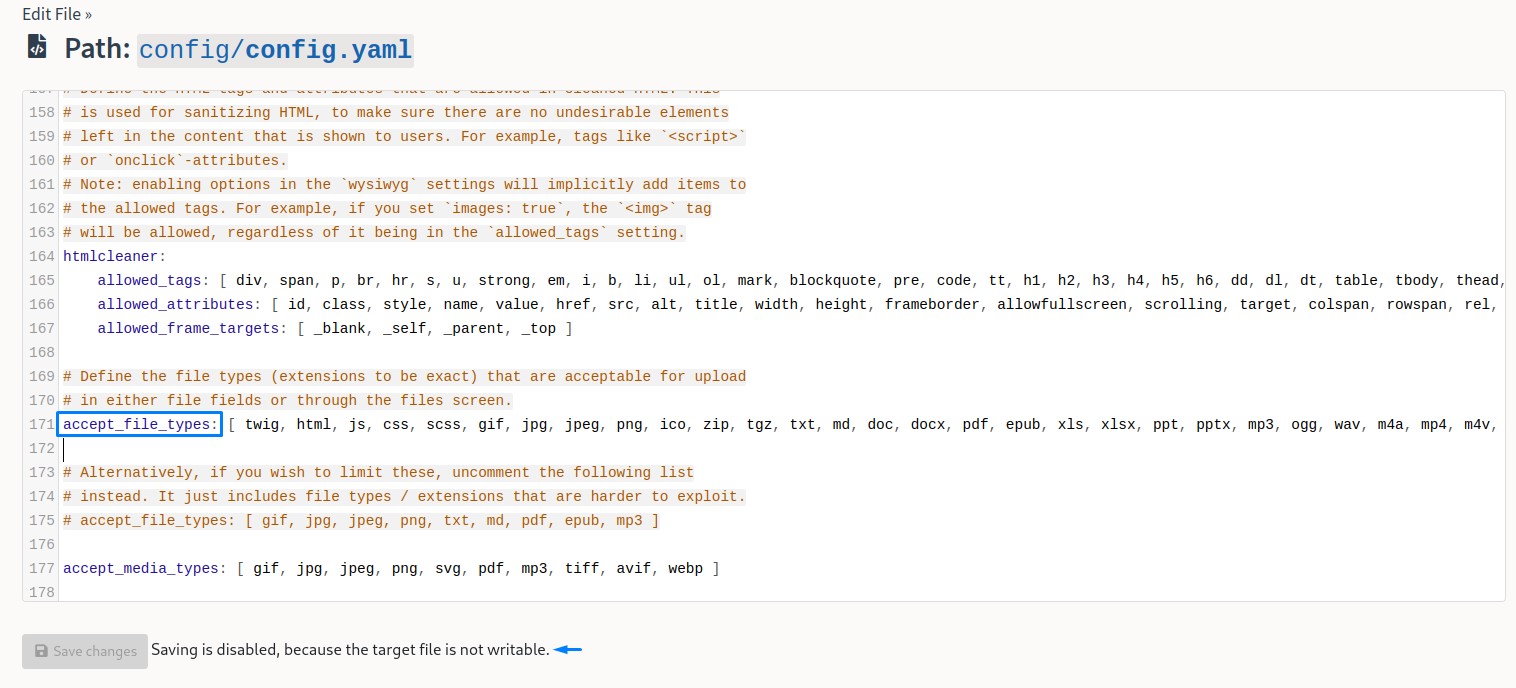 Edit File »
Path: config/config.yaml
158 # is used for sanitizing HTML, to make sure there are no undesirable elements
159 # left in the content that is shown to users. For example, tags like `<script>`
160 # or `onclick`-attributes.
161 # Note: enabling options in the `wysiwyg` settings will implicitly add items to
162 # the allowed tags. For example, if you set `images: true`, the `<img>` tag
163 # will be allowed, regardless of it being in the `allowed_tags` setting.
164 htmlcleaner:
165     allowed_tags: [ div, span, p, br, hr, s, u, strong, em, i, b, li, ul, ol, mark, blockquote, pre, code, tt, h1, h2, h3, h4, h5, h6, dd, dl, dt, table, tbody, thead,
166     allowed_attributes: [ id, class, style, name, value, href, src, alt, title, width, height, frameborder, allowfullscreen, scrolling, target, colspan, rowspan, rel,
167     allowed_frame_targets: [ _blank, _self, _parent, _top ]
168
169 # Define the file types (extensions to be exact) that are acceptable for upload
170 # in either file fields or through the files screen.
171 accept_file_types: [ twig, html, js, css, scss, gif, jpg, jpeg, png, ico, zip, tgz, txt, md, doc, docx, pdf, epub, xls, xlsx, ppt, pptx, mp3, ogg, wav, m4a, mp4, m4v,
172
173 # Alternatively, if you wish to limit these, uncomment the following list
174 # instead. It just includes file types / extensions that are harder to exploit.
175 # accept_file_types: [ gif, jpg, jpeg, png, txt, md, pdf, epub, mp3 ]
176
177 accept_media_types: [ gif, jpg, jpeg, png, svg, pdf, mp3, tiff, avif, webp ]
178
Save changes Saving is disabled, because the target file is not writable.